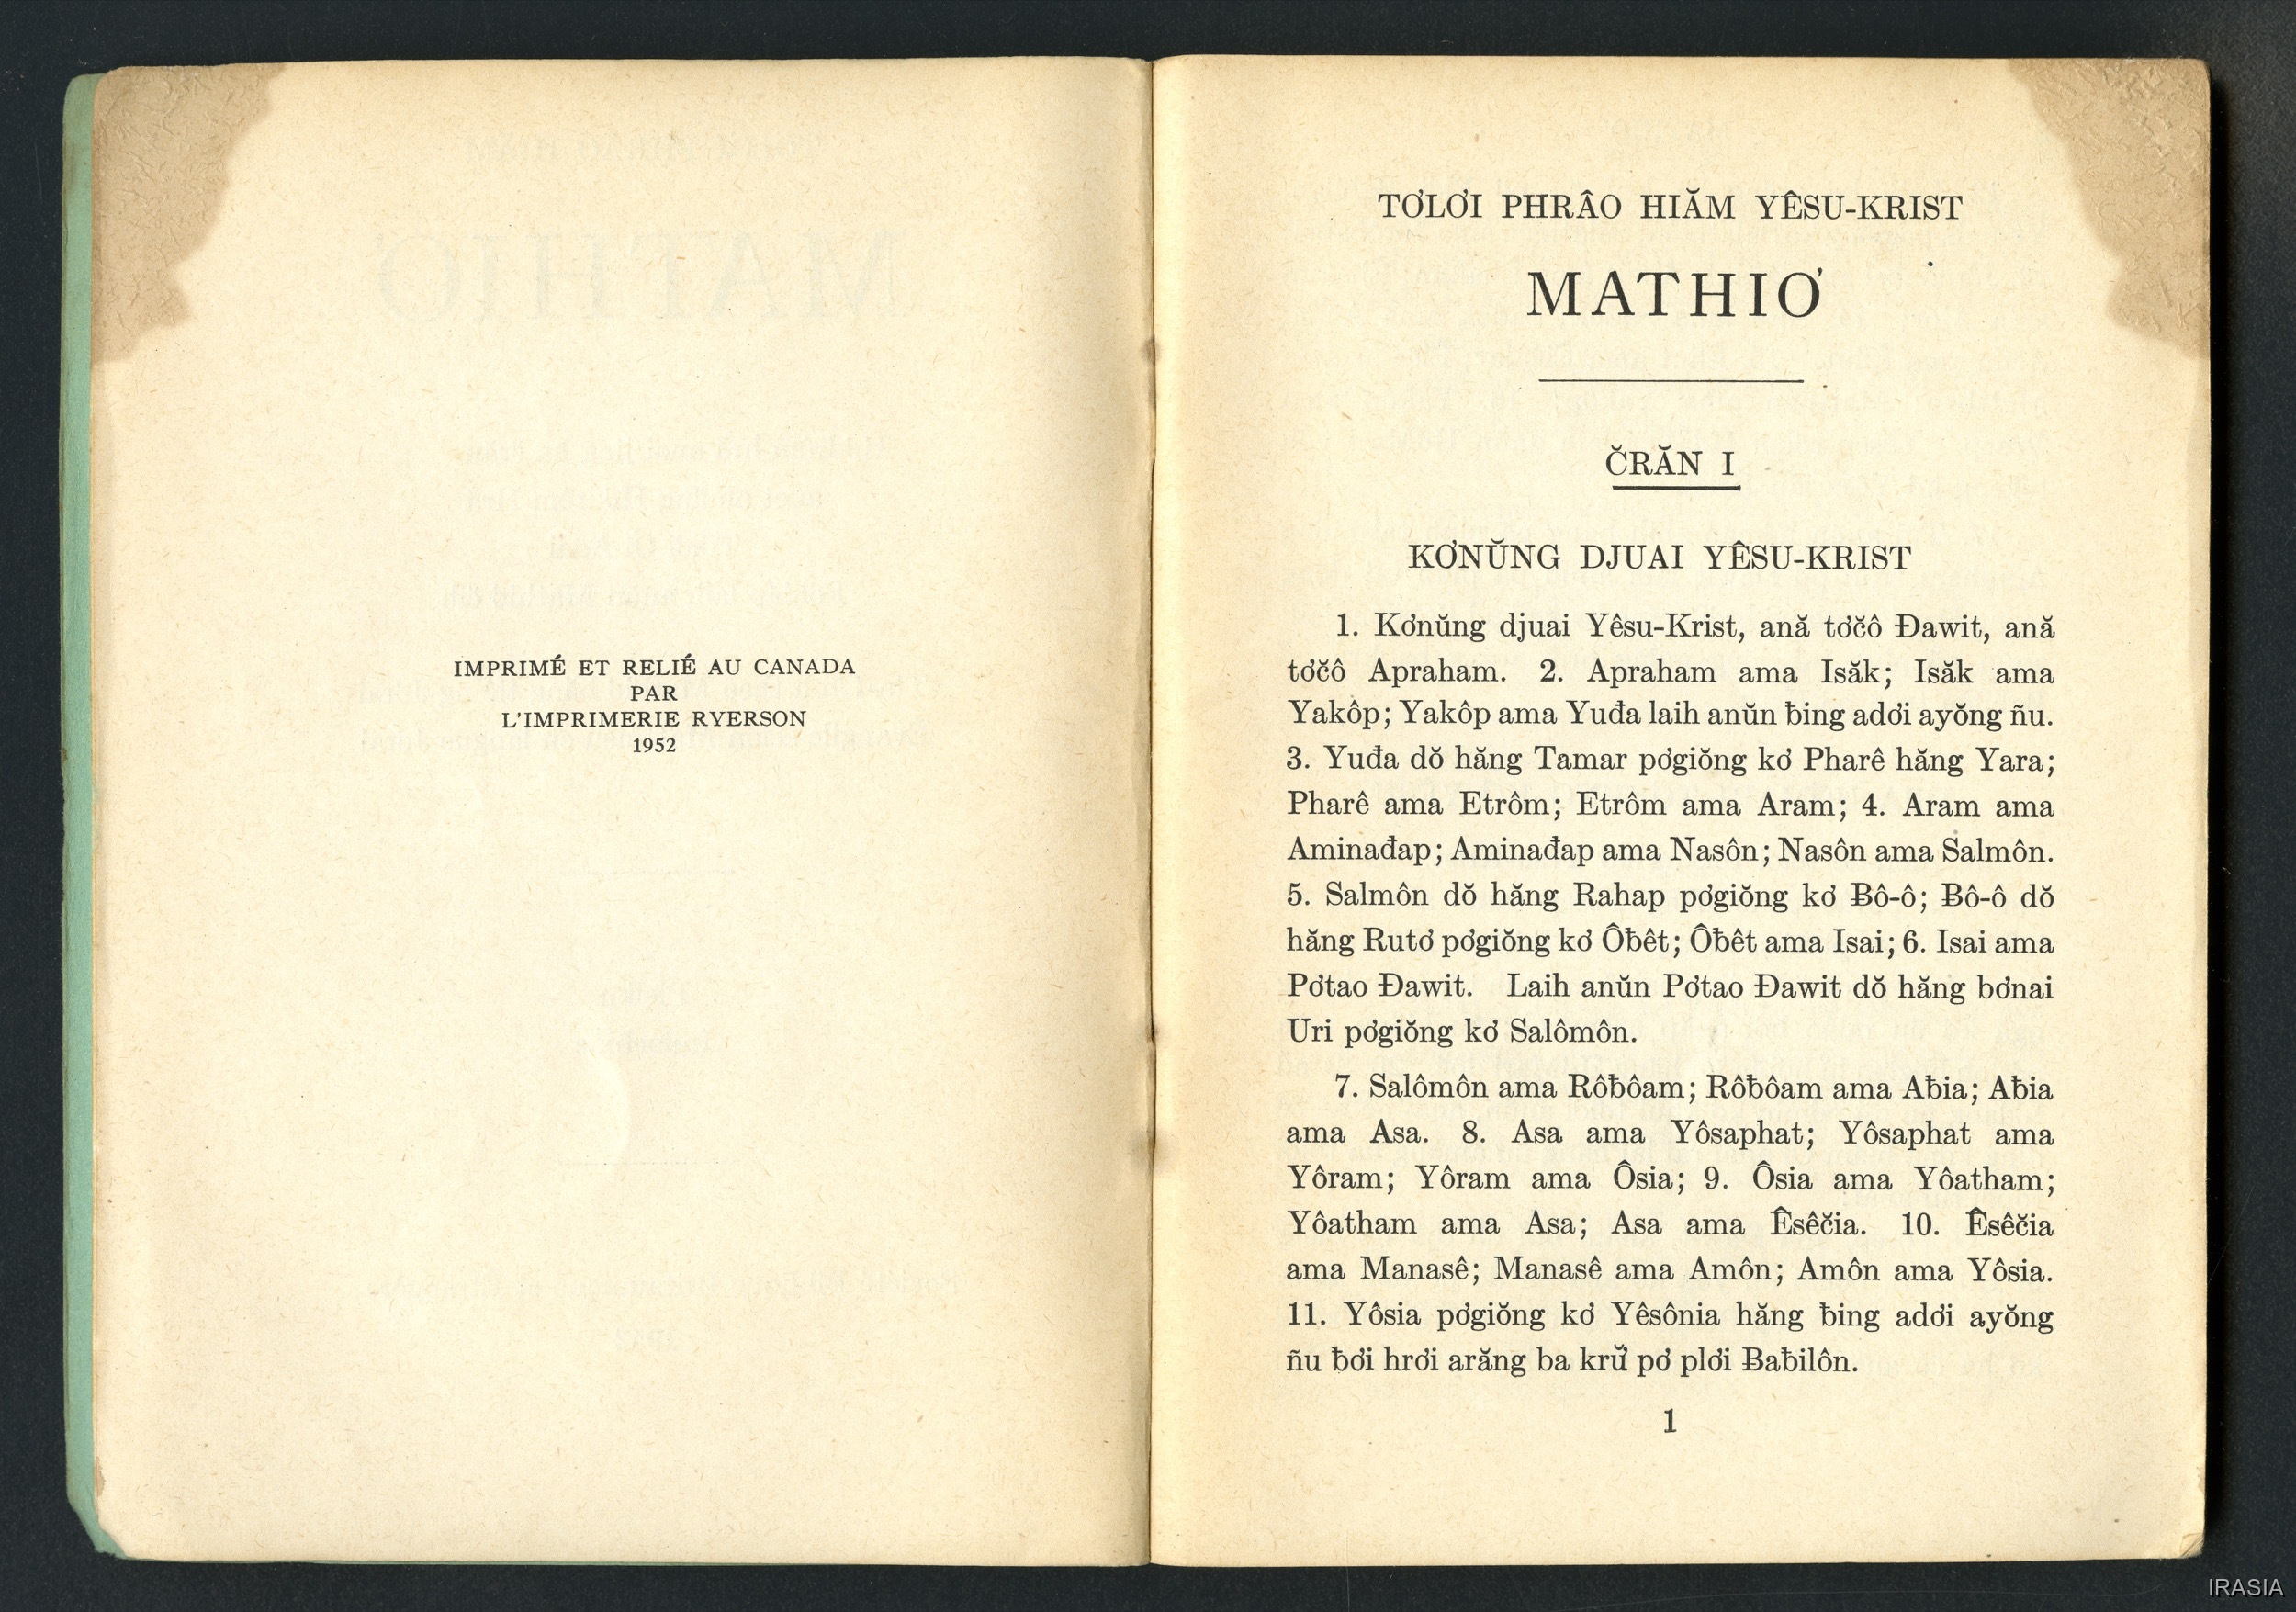 IMPRIMÉ ET RELIÉ AU CANADA
PAR
L'IMPRIMERIE RYERSON
1952
TƠLƠI PHRÂO HIĂM YÊSU-KRIST
MATHIƠ
C̆RĂN I
KƠNŬNG DJUAI YÊSU-KRIST
1. Kơnŭng djuai Yêsu-Krist, ană tơc̆ô Đawit, ană
tơc̆ô Apraham. 2. Apraham ama Isăk; Isăk ama
Yakôp; Yakôp ama Yuđa laih anŭn ƀing adơi ayŏng ñu.
3. Yuđa dŏ hăng Tamar pơgiŏng kơ Pharê hăng Yara;
Pharê ama Etrôm; Etrôm ama Aram; 4. Aram ama
Aminađap; Aminađap ama Nasôn; Nasôn ama Salmôn.
5. Salmôn dŏ hăng Rahap pơgiŏng kơ Ƀô-ô; Ƀô-ô dŏ
hăng Rutơ pơgiŏng kơ Ôƀêt; Ôƀêt ama Isai; 6. Isai ama
Pơtao Đawit. Laih anŭn Pơtao Đawit dŏ hăng bơnai
Uri pơgiŏng kơ Salômôn.
7. Salômôn ama Rôƀôam; Rôƀôam ama Aƀia; Aƀia
ama Asa. 8. Asa ama Yôsaphat; Yôsaphat ama
Yôram; Yôram ama Ôsia; 9. Ôsia ama Yôatham;
Yôatham ama Asa; Asa ama Êsêc̆ia. 10. Êsêc̆ia
ama Manasê; Manasê ama Amôn; Amôn ama Yôsia.
11. Yôsia pơgiŏng kơ Yêsônia hăng ƀing adơi ayŏng
ñu ƀơi hrơi arăng ba krư̆ pơ plơi Ƀaƀilôn.
1
IRASIA